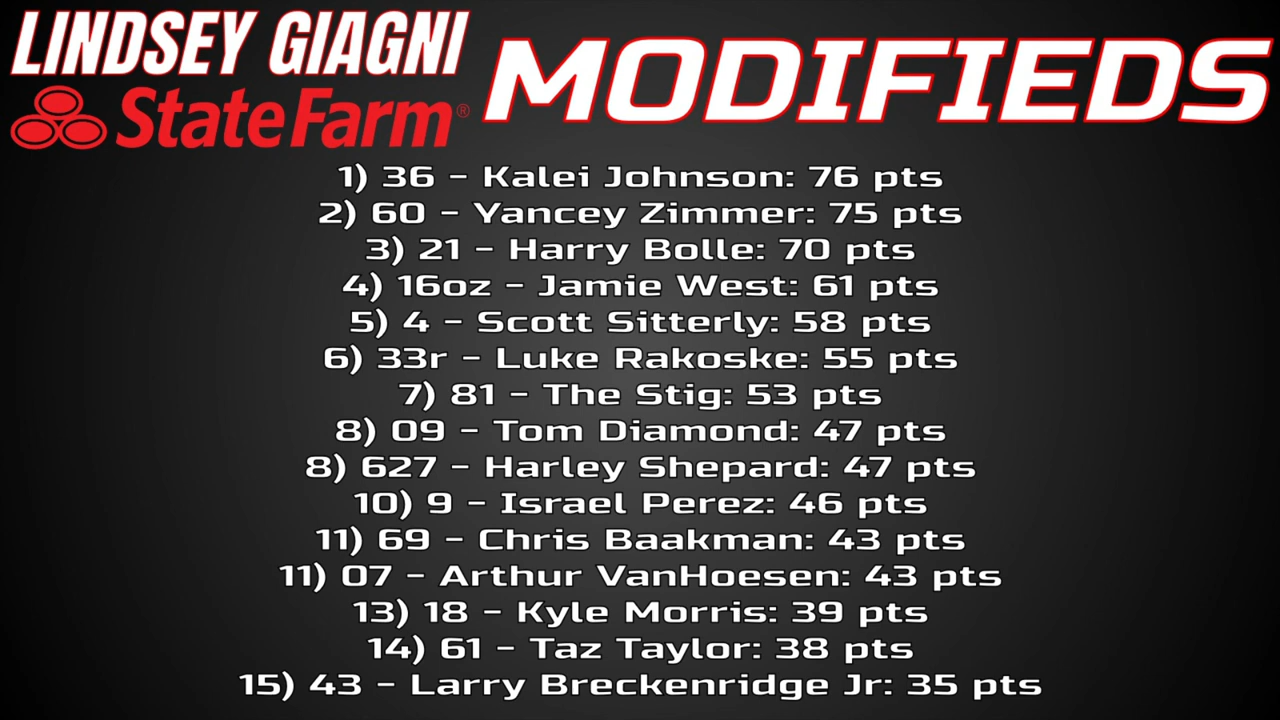 LINDSEY GIAGNI
StateFarm®
MODIFIEDS
1) 36 - Kalei Johnson: 76 pts
2) 60 - Yancey Zimmer: 75 pts
3) 21 - Harry Bolle: 70 pts
4) 16oz - Jamie West: 61 pts
5) 4 - Scott Sitterly: 58 pts
6) 33r - Luke Rakoske: 55 pts
7) 81 - The Stig: 53 pts
8) 09 - Tom Diamond: 47 pts
8) 627 - Harley Shepard: 47 pts
10) 9 - Israel Perez: 46 pts
11) 69 - Chris Baakman: 43 pts
11) 07 - Arthur VanHoesen: 43 pts
13) 18 - Kyle Morris: 39 pts
14) 61 - Taz Taylor: 38 pts
15) 43 - Larry Breckenridge Jr: 35 pts